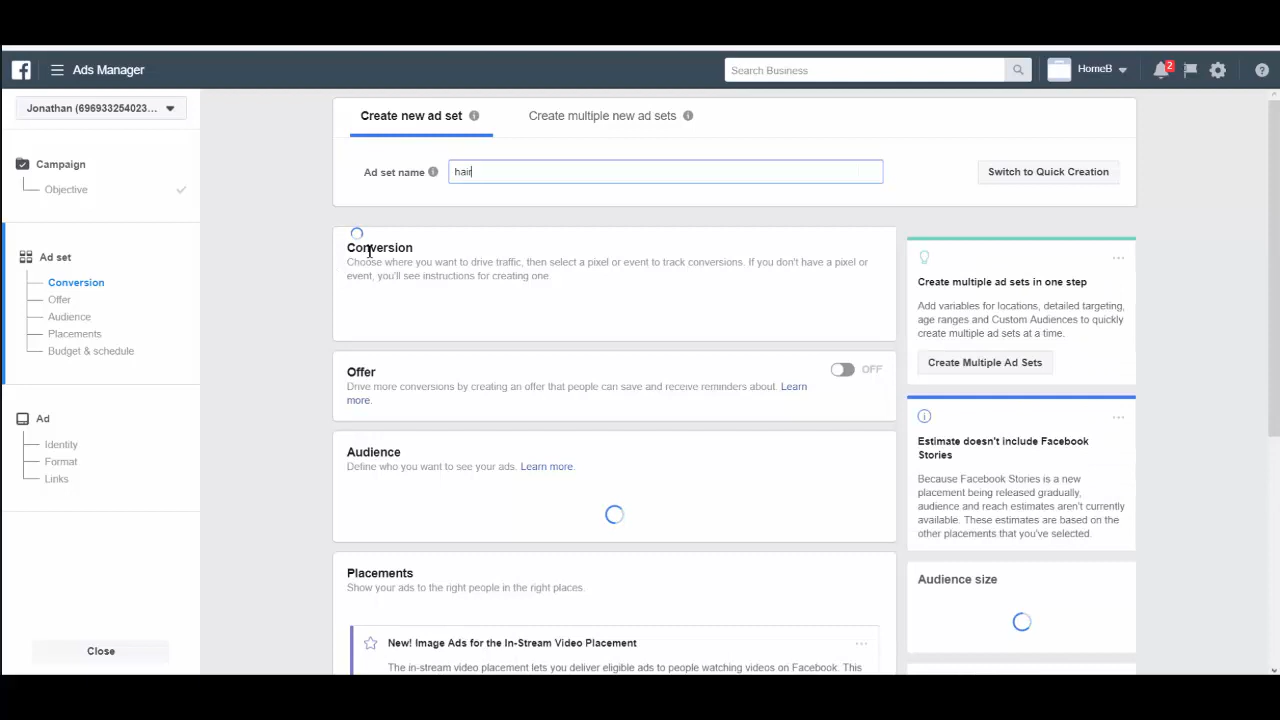 Ads Manager
Search Business
HomeB
2
Jonathan (696933254023...
Campaign
Objective
Ad set
Conversion
Offer
Audience
Placements
Budget & schedule
Ad
Identity
Format
Links
Close
Create new ad set
Create multiple new ad sets
Ad set name
hair
Switch to Quick Creation
Conversion
Choose where you want to drive traffic, then select a pixel or event to track conversions. If you don't have a pixel or
event, you'll see instructions for creating one.
Offer
OFF
Drive more conversions by creating an offer that people can save and receive reminders about. Learn
more.
Audience
Define who you want to see your ads. Learn more.
Placements
Show your ads to the right people in the right places.
New! Image Ads for the In-Stream Video Placement
The in-stream video placement lets you deliver eligible ads to people watching videos on Facebook. This
Create multiple ad sets in one step
Add variables for locations, detailed targeting,
age ranges and Custom Audiences to quickly
create multiple ad sets at a time.
Create Multiple Ad Sets
Estimate doesn't include Facebook
Stories
Because Facebook Stories is a new
placement being released gradually,
audience and reach estimates aren't currently
available. These estimates are based on the
other placements that you've selected.
Audience size